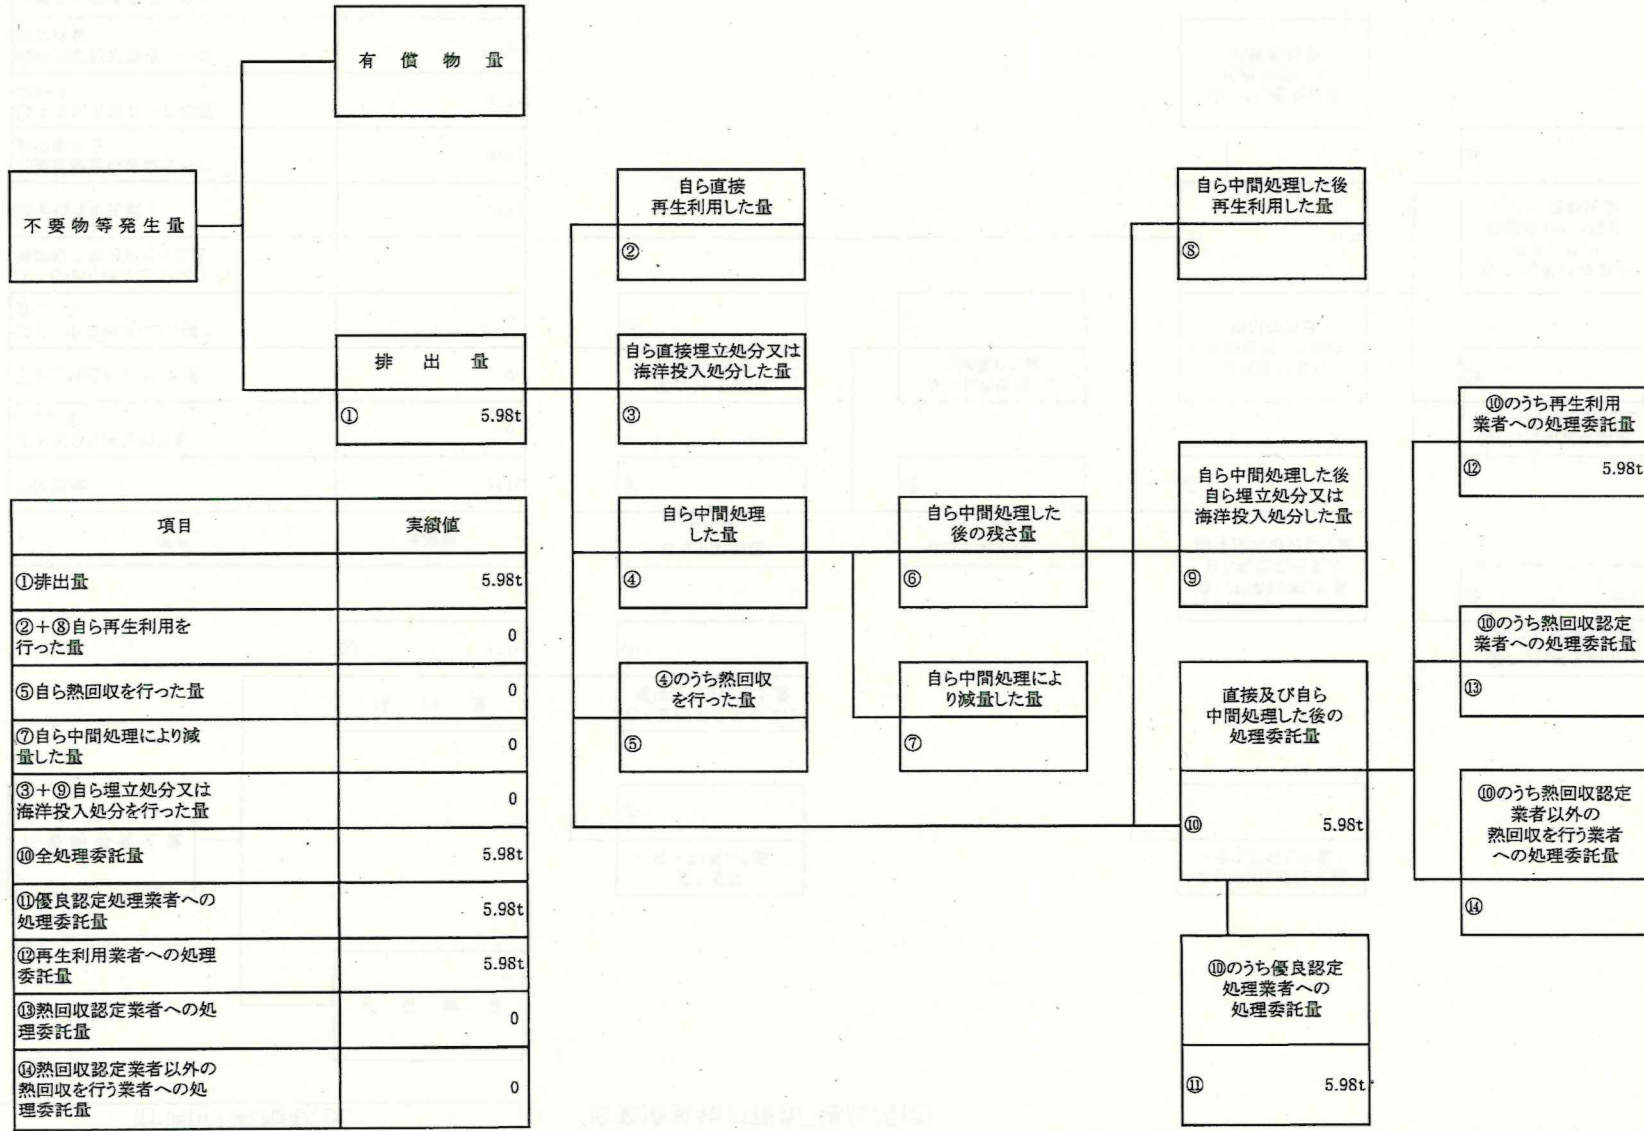 有償物量
不要物等発生量
排出量
① 5.98t
自ら直接
再生利用した量
②
自ら直接埋立処分又は
海洋投入処分した量
③
自ら中間処理
した量
④
④のうち熱回収
を行った量
⑤
自ら中間処理した
後の残さ量
⑥
自ら中間処理によ
り減量した量
⑦
自ら中間処理した後
再生利用した量
⑧
自ら中間処理した後
自ら埋立処分又は
海洋投入処分した量
⑨
直接及び自ら
中間処理した後の
処理委託量
⑩ 5.98t
⑩のうち優良認定
処理業者への
処理委託量
⑪ 5.98t
⑩のうち再生利用
業者への処理委託量
⑫ 5.98t
⑩のうち熱回収認定
業者への処理委託量
⑬
⑩のうち熱回収認定
業者以外の
熱回収を行う業者
への処理委託量
⑭
項目 実績値
①排出量 5.98t
②+⑧自ら再生利用を
行った量 0
⑤自ら熱回収を行った量 0
⑦自ら中間処理により減
量した量 0
③+⑨自ら埋立処分又は
海洋投入処分を行った量 0
⑩全処理委託量 5.98t
⑪優良認定処理業者への
処理委託量 5.98t
⑫再生利用業者への処理
委託量 5.98t
⑬熱回収認定業者への処
理委託量 0
⑭熱回収認定業者以外の
熱回収を行う業者への処
理委託量 0